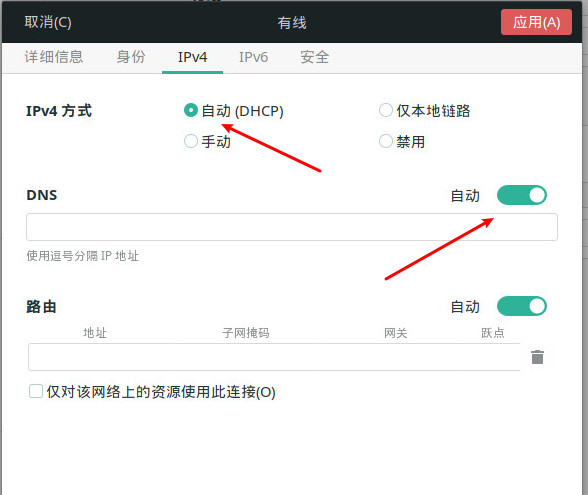 取消(C) 有线 应用(A)
详细信息 身份 IPv4 IPv6 安全
IPv4 方式 自动 (DHCP) 仅本地链路
手动 禁用
DNS 自动
使用逗号分隔 IP 地址
路由 自动
地址 子网掩码 网关 跃点
仅对该网络上的资源使用此连接(O)